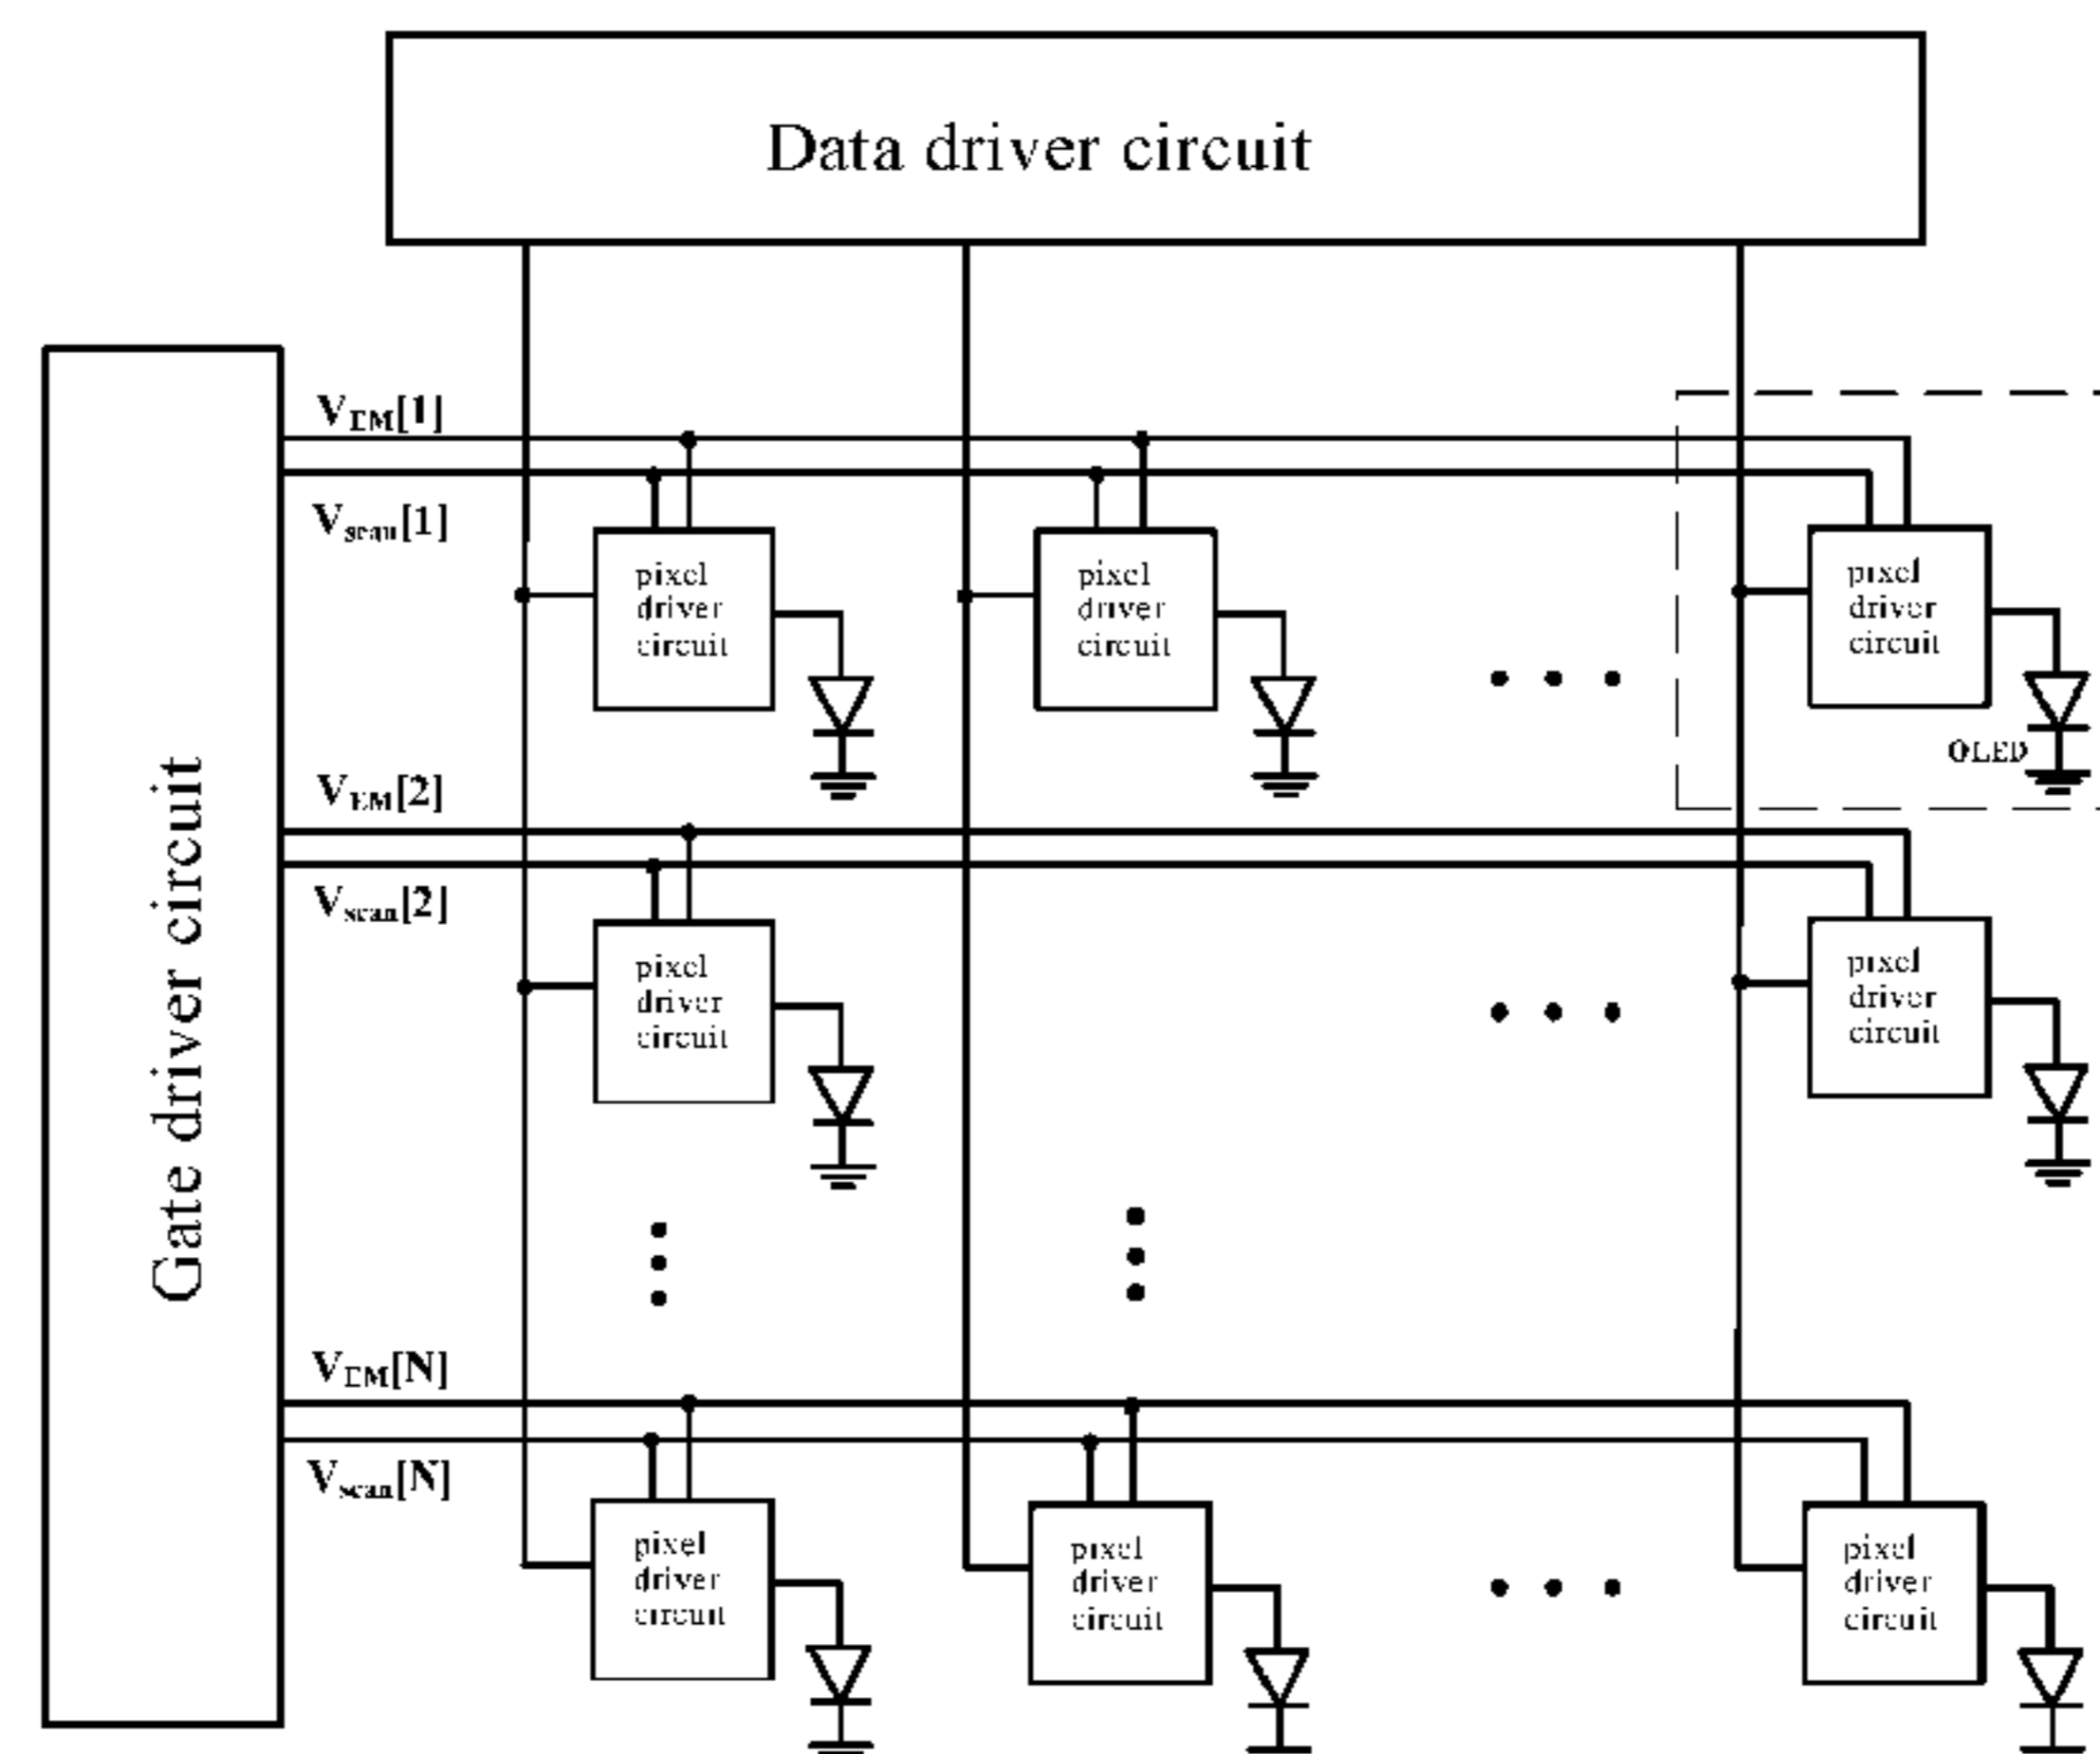 Data driver circuit
Gate driver circuit
VEM[1]
Vscan[1]
pixel
driver
circuit
pixel
driver
circuit
pixel
driver
circuit
OLED
VEM[2]
Vscan[2]
pixel
driver
circuit
pixel
driver
circuit
VEM[N]
Vscan[N]
pixel
driver
circuit
pixel
driver
circuit
pixel
driver
circuit